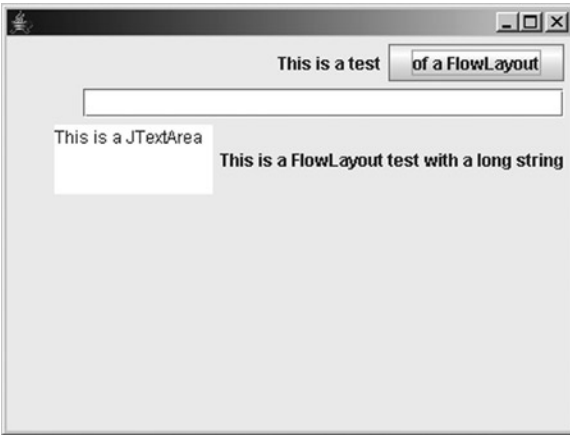 This is a test of a FlowLayout
This is a JTextArea
This is a FlowLayout test with a long string